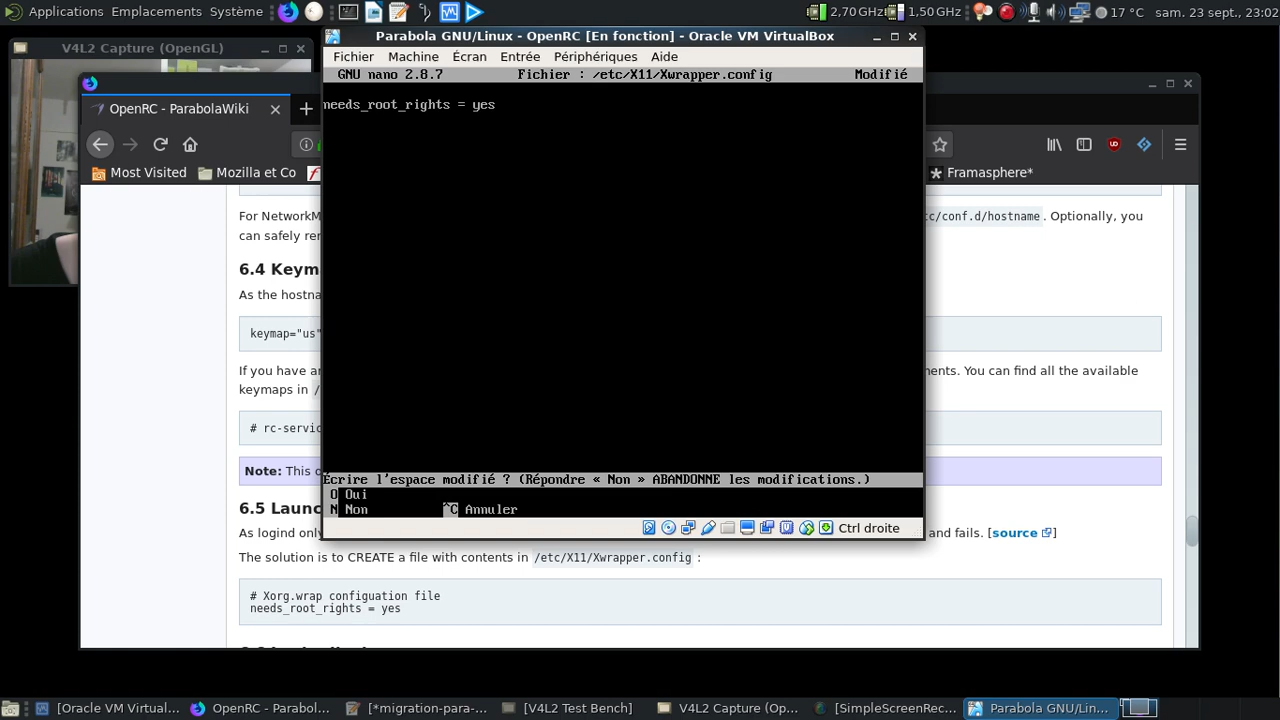 Applications Emplacements Système 2,70 GHz 1,50 GHz 17 °C sam. 23 sept., 23:02
V4L2 Capture (OpenGL)
Parabola GNU/Linux - OpenRC [En fonction] - Oracle VM VirtualBox
Fichier Machine Écran Entrée Périphériques Aide
GNU nano 2.8.7 Fichier : /etc/X11/Xwrapper.config Modifié
needs_root_rights = yes
OpenRC - ParabolaWiki
Most Visited Mozilla et Co Framasphere*
For NetworkM tc/conf.d/hostname. Optionally, you
can safely rer
6.4 Keym
As the hostna
keymap="us"
If you have ar nents. You can find all the available
keymaps in /
# rc-servic
Note: This o
Écrire l'espace modifié ? (Répondre « Non » ABANDONNE les modifications.)
O Oui
N Non ^C Annuler
Ctrl droite
6.5 Launc
As logind only and fails. [source]
The solution is to CREATE a file with contents in /etc/X11/Xwrapper.config :
# Xorg.wrap configuation file
needs_root_rights = yes
[Oracle VM Virtual... OpenRC - Parabol... [*migration-para-... [V4L2 Test Bench] V4L2 Capture (Op... [SimpleScreenRec... Parabola GNU/Lin...